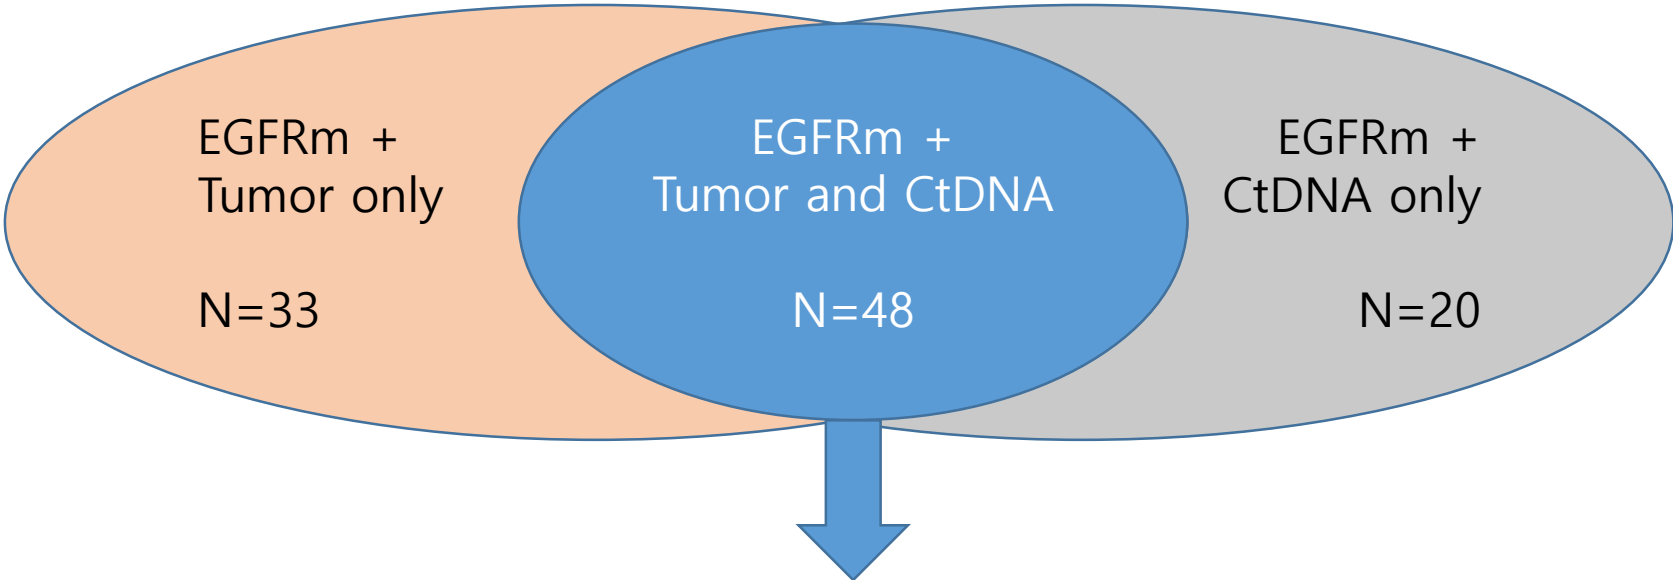 EGFRm +
Tumor only
N=33
EGFRm +
Tumor and CtDNA
N=48
EGFRm +
CtDNA only
N=20